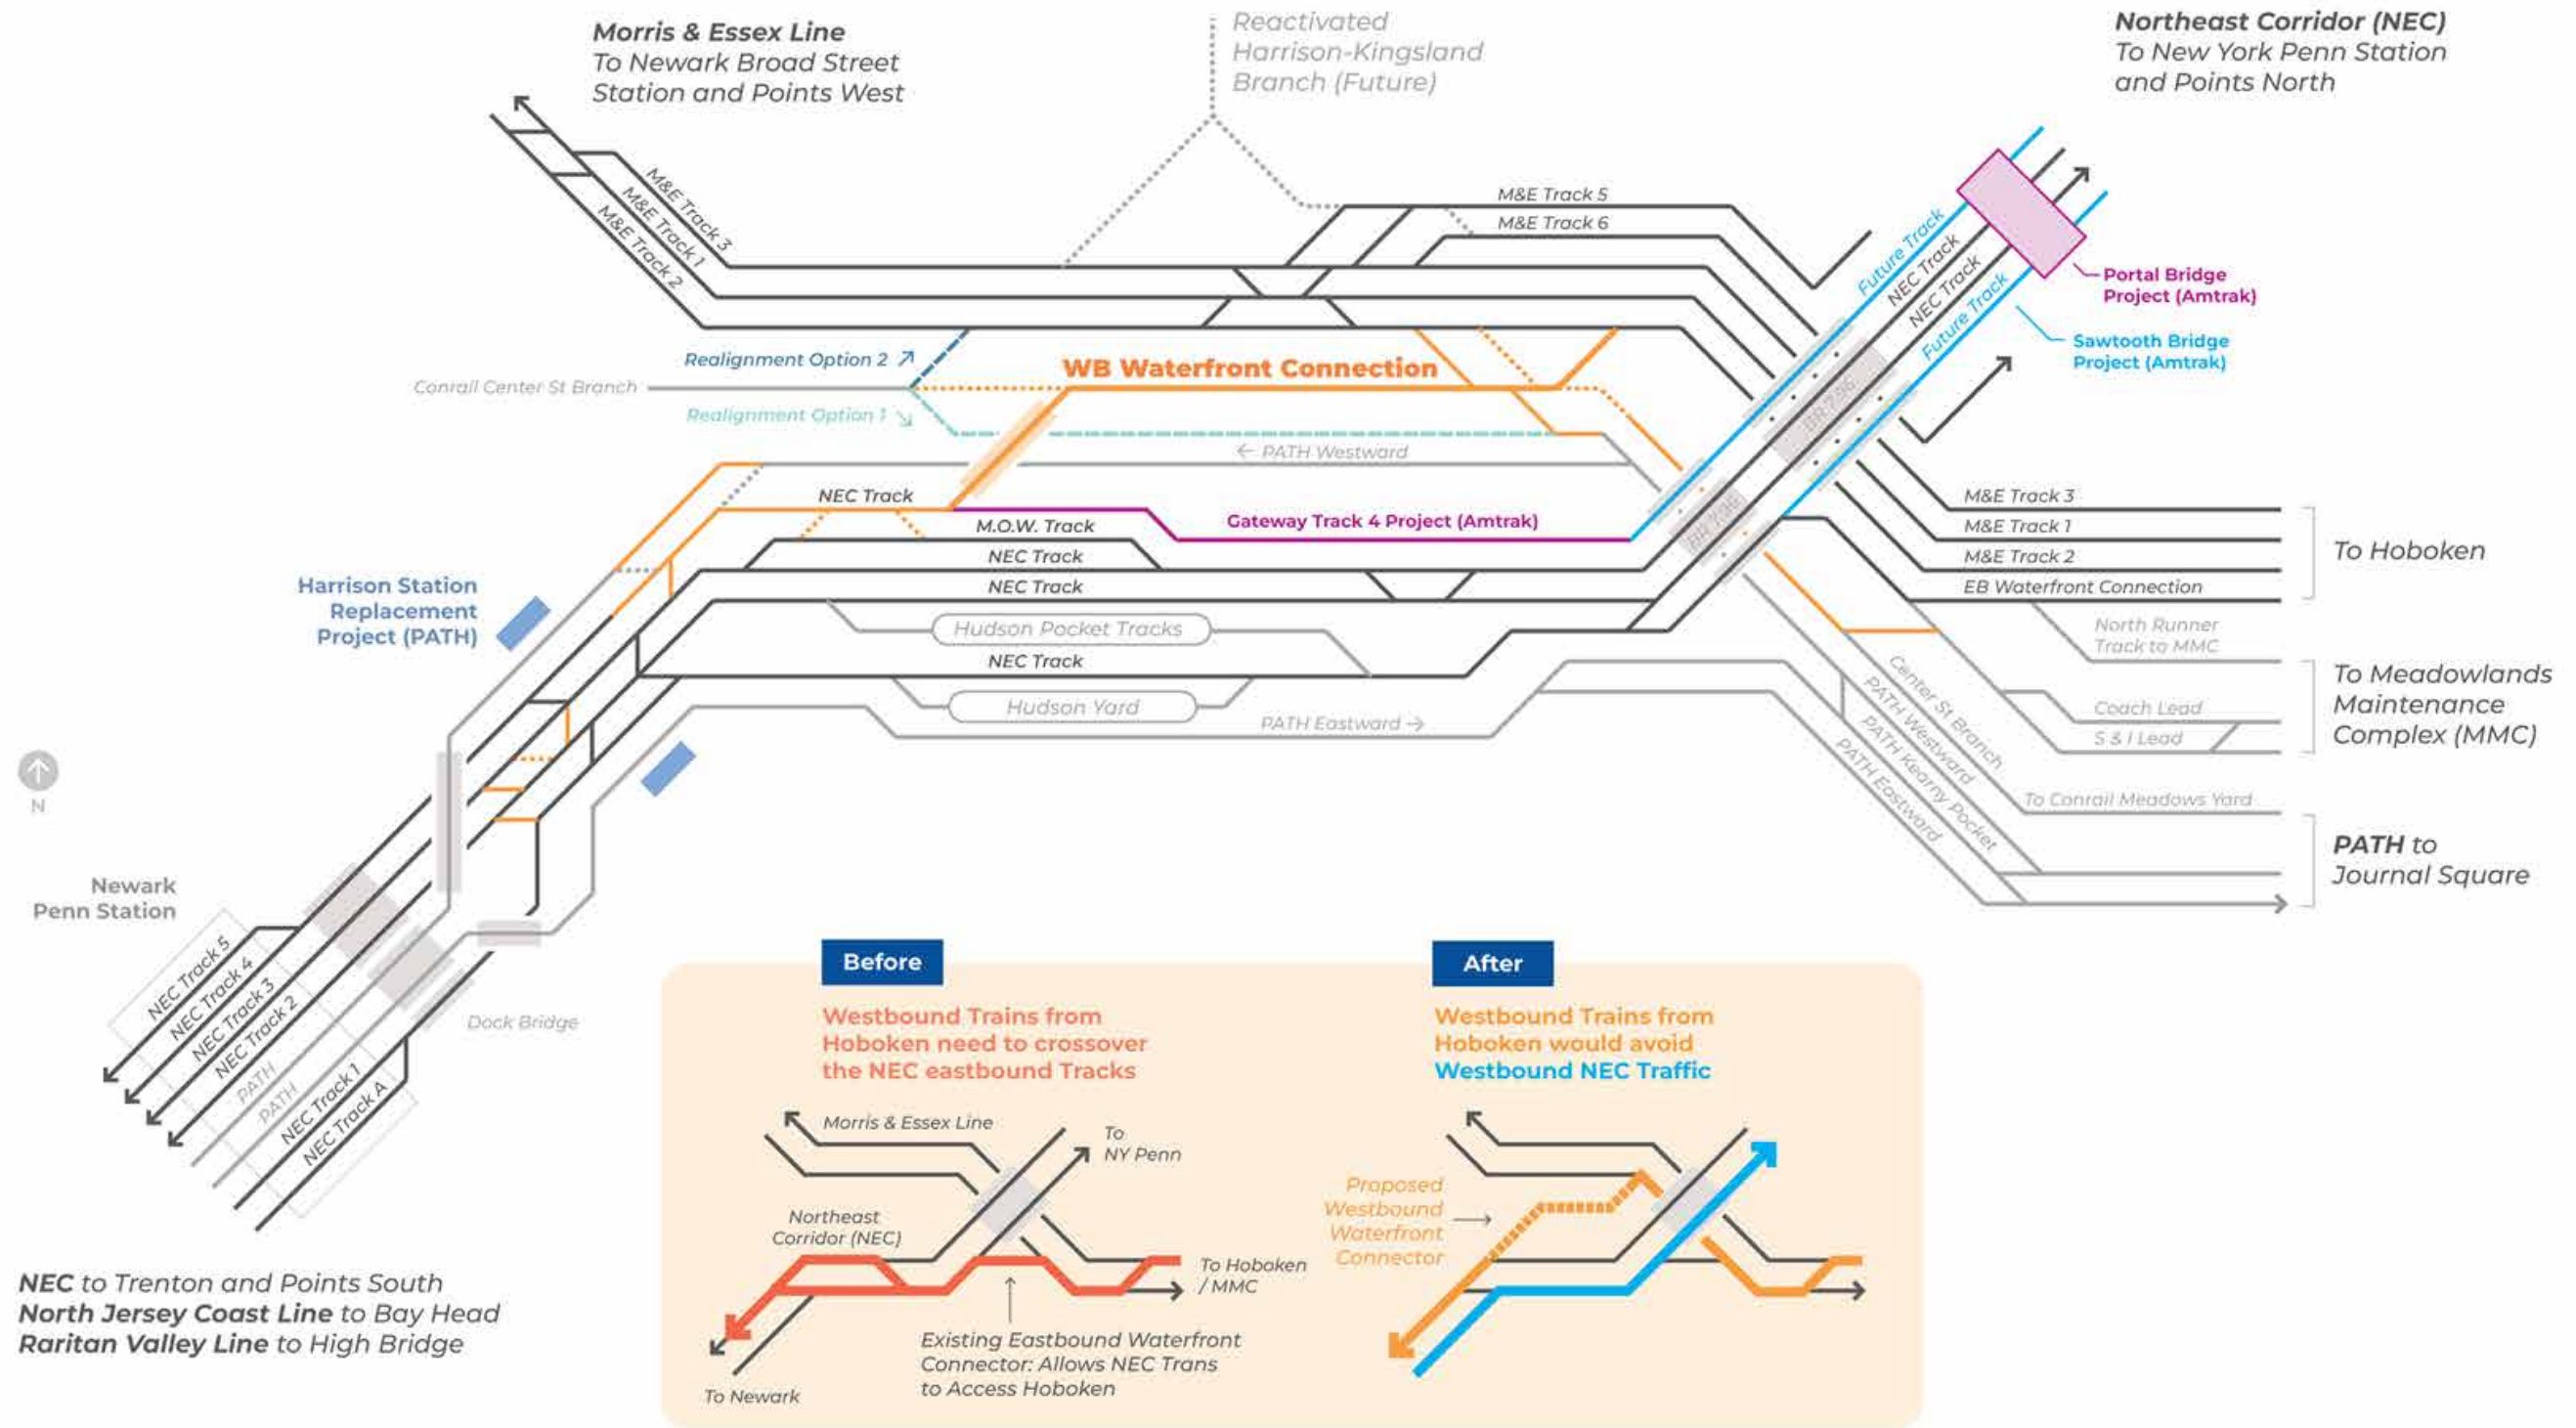 Morris & Essex Line
To Newark Broad Street
Station and Points West
Reactivated
Harrison-Kingsland
Branch (Future)
Northeast Corridor (NEC)
To New York Penn Station
and Points North
M&E Track 3
M&E Track 1
M&E Track 2
M&E Track 5
M&E Track 6
Future Track
NEC Track
NEC Track
Future Track
Portal Bridge
Project (Amtrak)
Sawtooth Bridge
Project (Amtrak)
Realignment Option 2
WB Waterfront Connection
Conrail Center St Branch
Realignment Option 1
← PATH Westward
NEC Track
Gateway Track 4 Project (Amtrak)
M.O.W. Track
NEC Track
NEC Track
Hudson Pocket Tracks
NEC Track
Hudson Yard
PATH Eastward →
M&E Track 3
M&E Track 1
M&E Track 2
EB Waterfront Connection
To Hoboken
North Runner
Track to MMC
Coach Lead
S & I Lead
To Meadowlands
Maintenance
Complex (MMC)
Center St Branch
PATH Westward
PATH Kearny Pocket
PATH Eastward
To Conrail Meadows Yard
PATH to
Journal Square
Harrison Station
Replacement
Project (PATH)
N
Newark
Penn Station
NEC Track 5
NEC Track 4
NEC Track 3
NEC Track 2
PATH
PATH
NEC Track 1
NEC Track A
Dock Bridge
NEC to Trenton and Points South
North Jersey Coast Line to Bay Head
Raritan Valley Line to High Bridge
Before
Westbound Trains from
Hoboken need to crossover
the NEC eastbound Tracks
Morris & Essex Line
To
NY Penn
Northeast
Corridor (NEC)
To Hoboken
/ MMC
Existing Eastbound Waterfront
Connector: Allows NEC Trans
to Access Hoboken
To Newark
After
Westbound Trains from
Hoboken would avoid
Westbound NEC Traffic
Proposed
Westbound
Waterfront
Connector